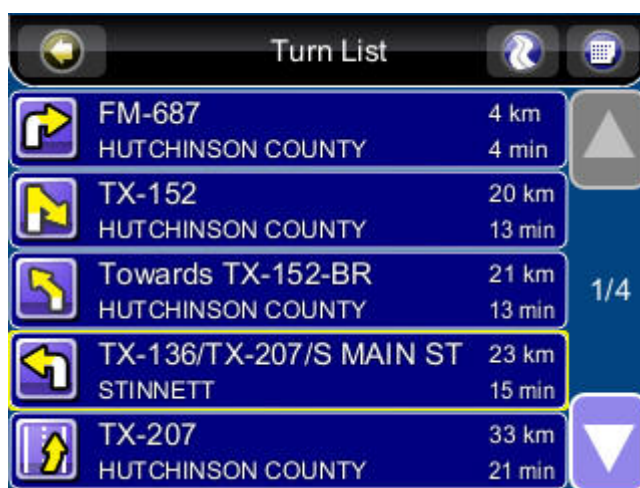 Turn List
FM-687 4 km
HUTCHINSON COUNTY 4 min
TX-152 20 km
HUTCHINSON COUNTY 13 min
Towards TX-152-BR 21 km
HUTCHINSON COUNTY 13 min
1/4
TX-136/TX-207/S MAIN ST 23 km
STINNETT 15 min
TX-207 33 km
HUTCHINSON COUNTY 21 min